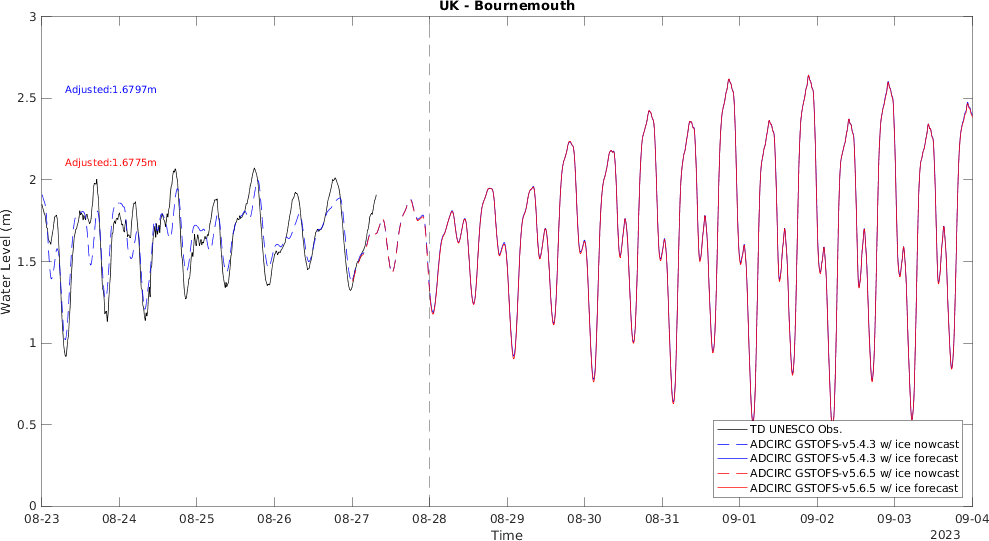 UK - Bournemouth
3
2.5
2
1.5
1
0.5
0
Water Level (m)
Adjusted:1.6797m
Adjusted:1.6775m
TD UNESCO Obs.
ADCIRC GSTOFS-v5.4.3 w/ ice nowcast
ADCIRC GSTOFS-v5.4.3 w/ ice forecast
ADCIRC GSTOFS-v5.6.5 w/ ice nowcast
ADCIRC GSTOFS-v5.6.5 w/ ice forecast
08-23 08-24 08-25 08-26 08-27 08-28 08-29 08-30 08-31 09-01 09-02 09-03 09-04
Time
2023